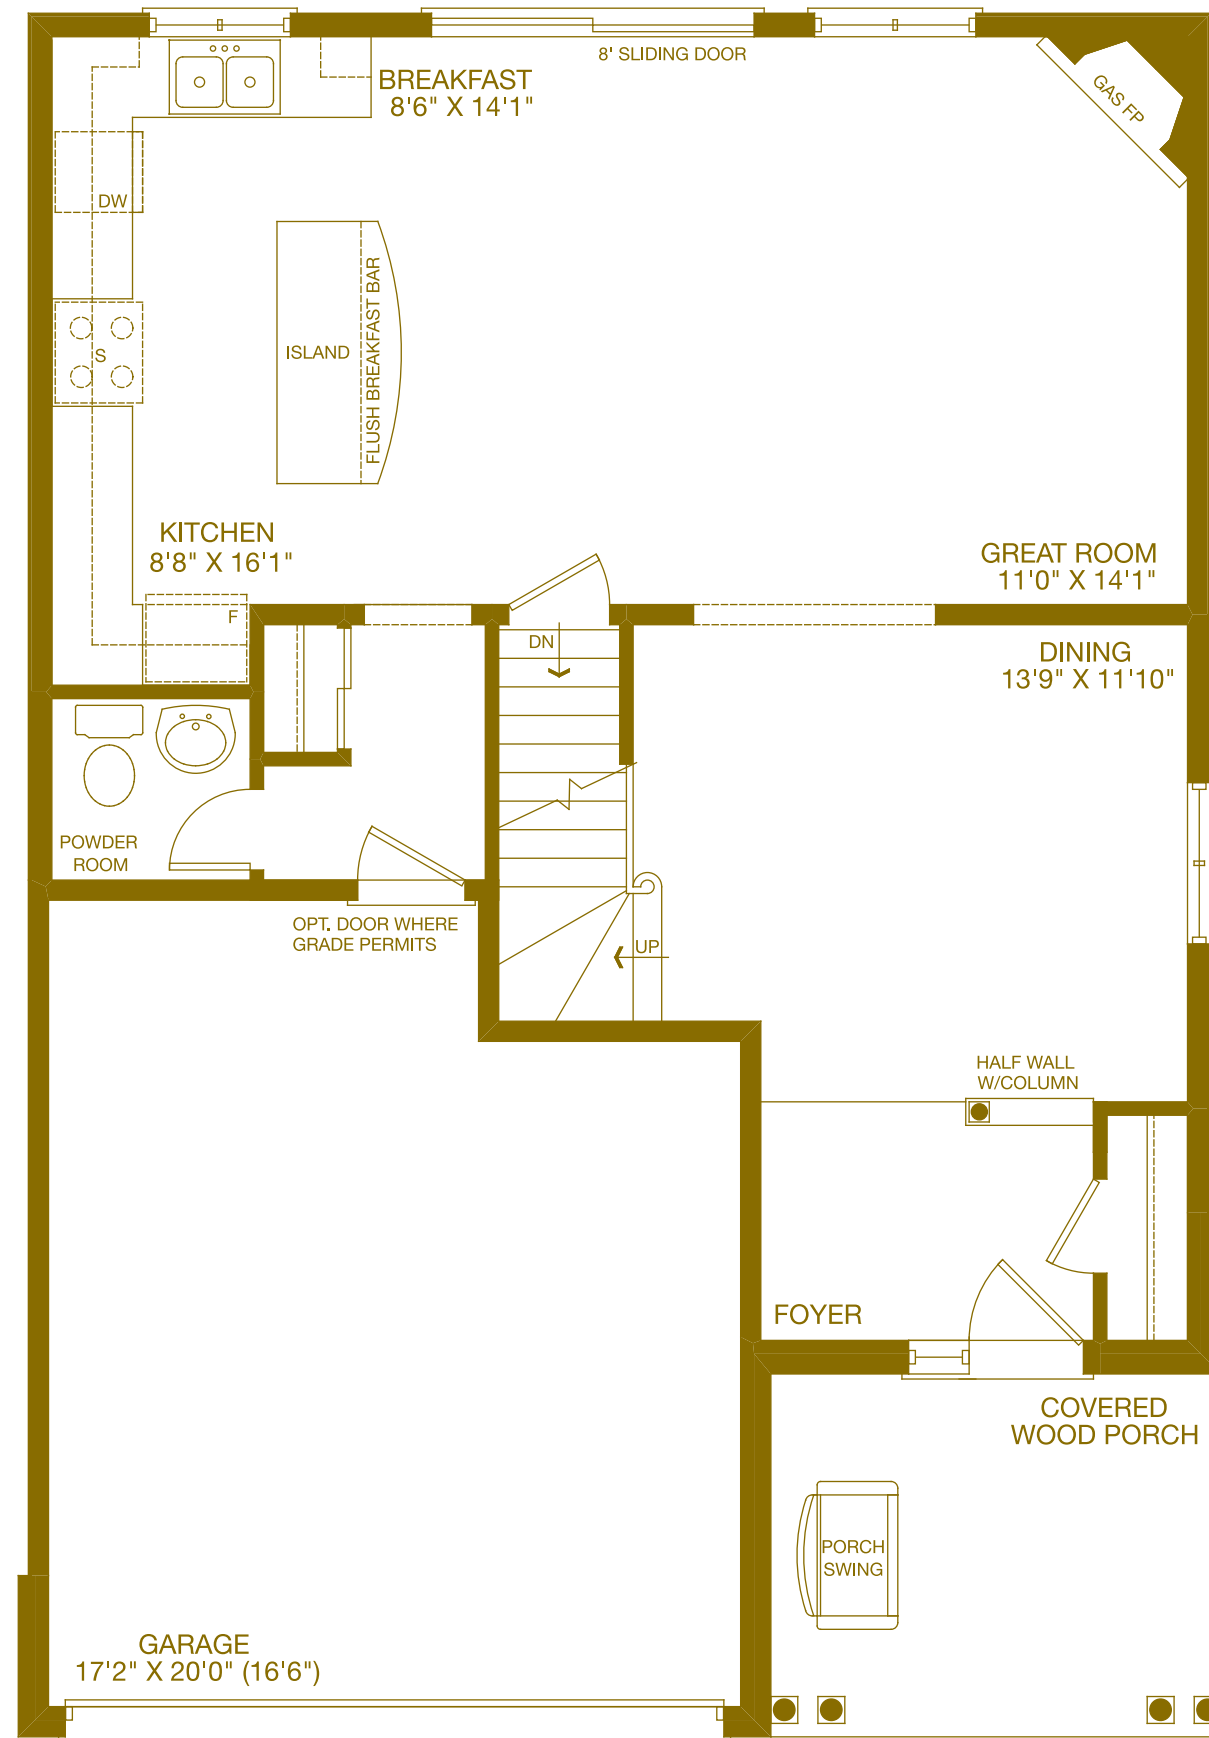 8' SLIDING DOOR
BREAKFAST
8'6" X 14'1"
GAS FP
DW
S
ISLAND
FLUSH BREAKFAST BAR
KITCHEN
8'8" X 16'1"
GREAT ROOM
11'0" X 14'1"
F
DN
DINING
13'9" X 11'10"
POWDER
ROOM
OPT. DOOR WHERE
GRADE PERMITS
UP
HALF WALL
W/COLUMN
FOYER
COVERED
WOOD PORCH
PORCH
SWING
GARAGE
17'2" X 20'0" (16'6")